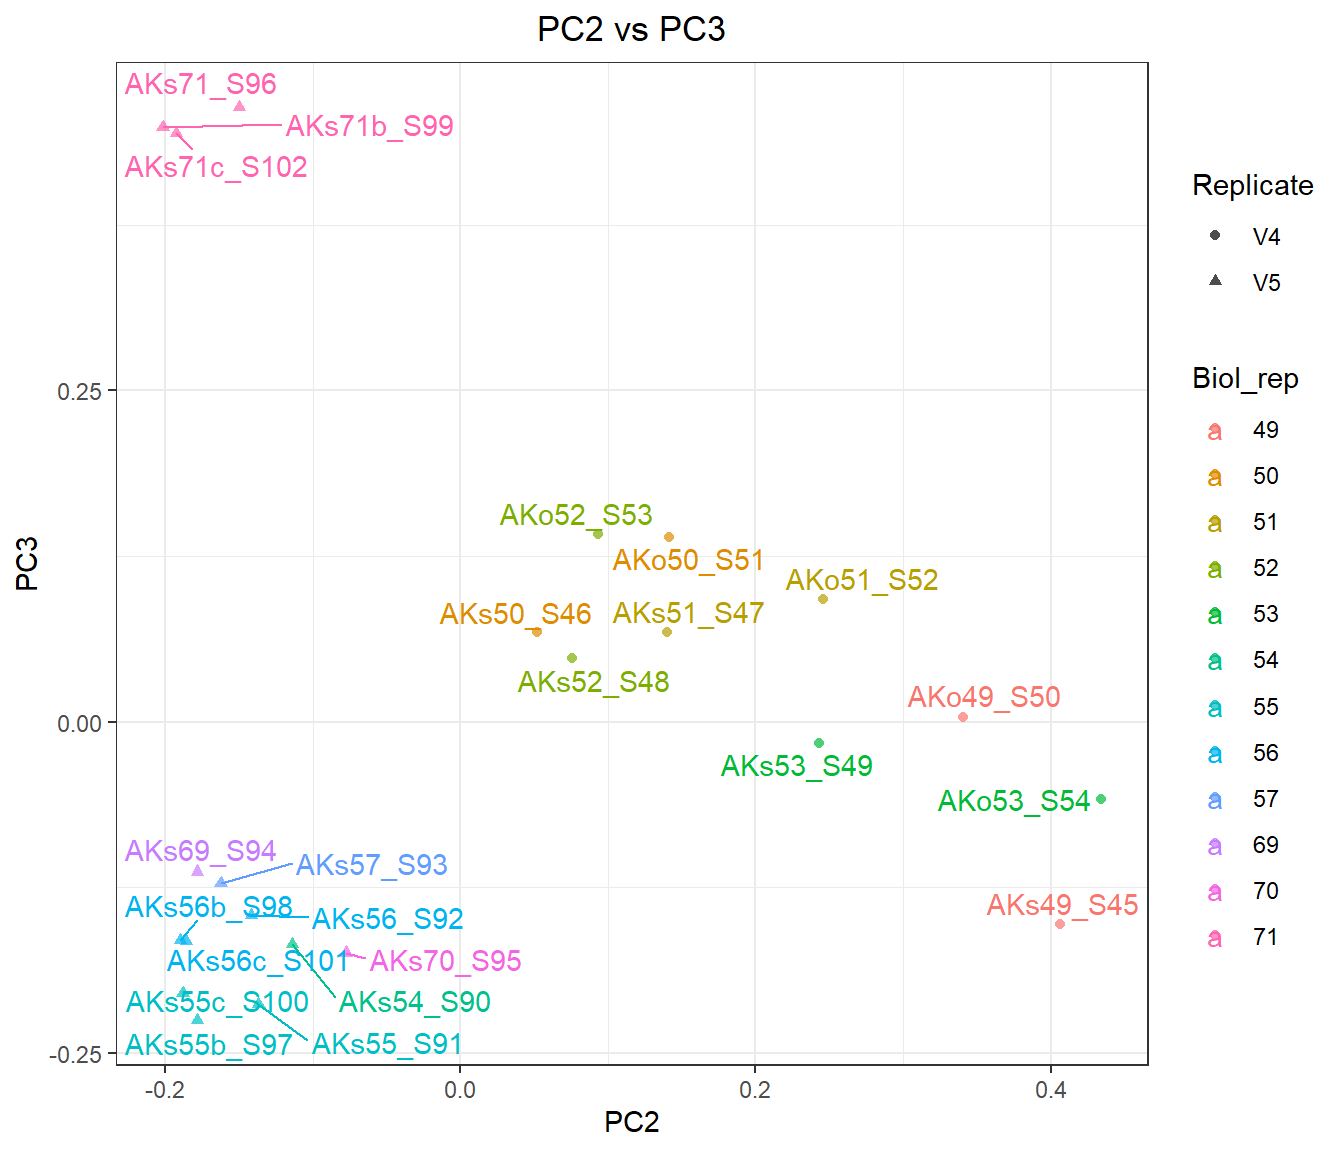 PC2 vs PC3
AKs71_S96
AKs71b_S99
AKs71c_S102
AKo52_S53
AKo50_S51
AKo51_S52
AKs50_S46
AKs51_S47
AKs52_S48
AKo49_S50
AKs53_S49
AKo53_S54
AKs69_S94
AKs57_S93
AKs56b_S98
AKs56_S92
AKs49_S45
AKs56c_S101
AKs70_S95
AKs55c_S100
AKs54_S90
AKs55b_S97
AKs55_S91
0.25
0.00
-0.25
PC3
-0.2
0.0
0.2
0.4
PC2
Replicate
V4
V5
Biol_rep
a 49
a 50
a 51
a 52
a 53
a 54
a 55
a 56
a 57
a 69
a 70
a 71